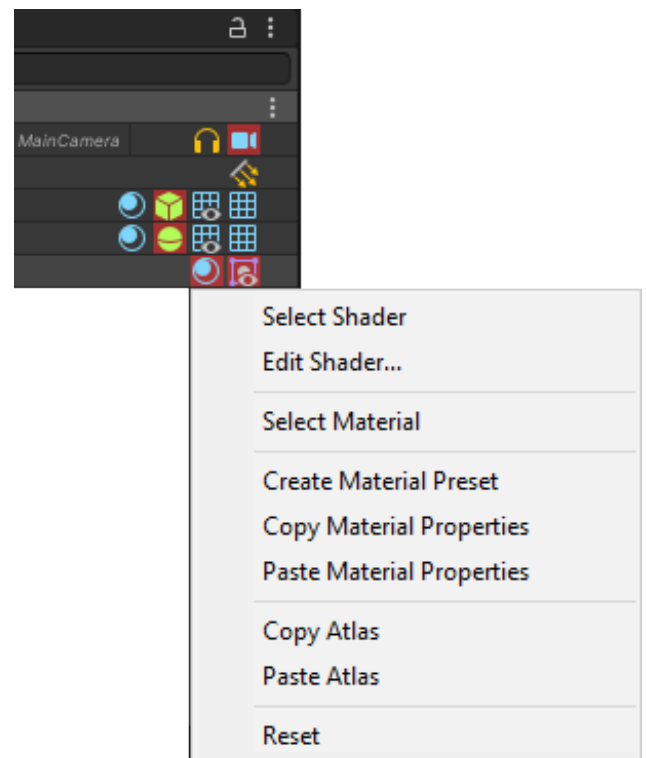 MainCamera
Select Shader
Edit Shader...
Select Material
Create Material Preset
Copy Material Properties
Paste Material Properties
Copy Atlas
Paste Atlas
Reset